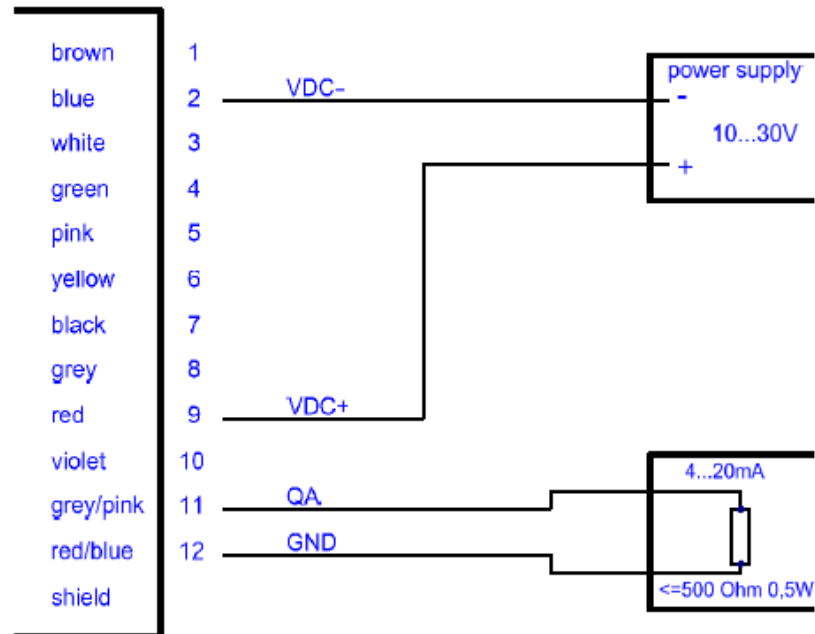 brown 1
blue 2 VDC-
white 3
green 4
pink 5
yellow 6
black 7
grey 8
red 9 VDC+
violet 10
grey/pink 11 QA
red/blue 12 GND
shield
power supply
-
10...30V
+
4...20mA
<=500 Ohm 0,5W